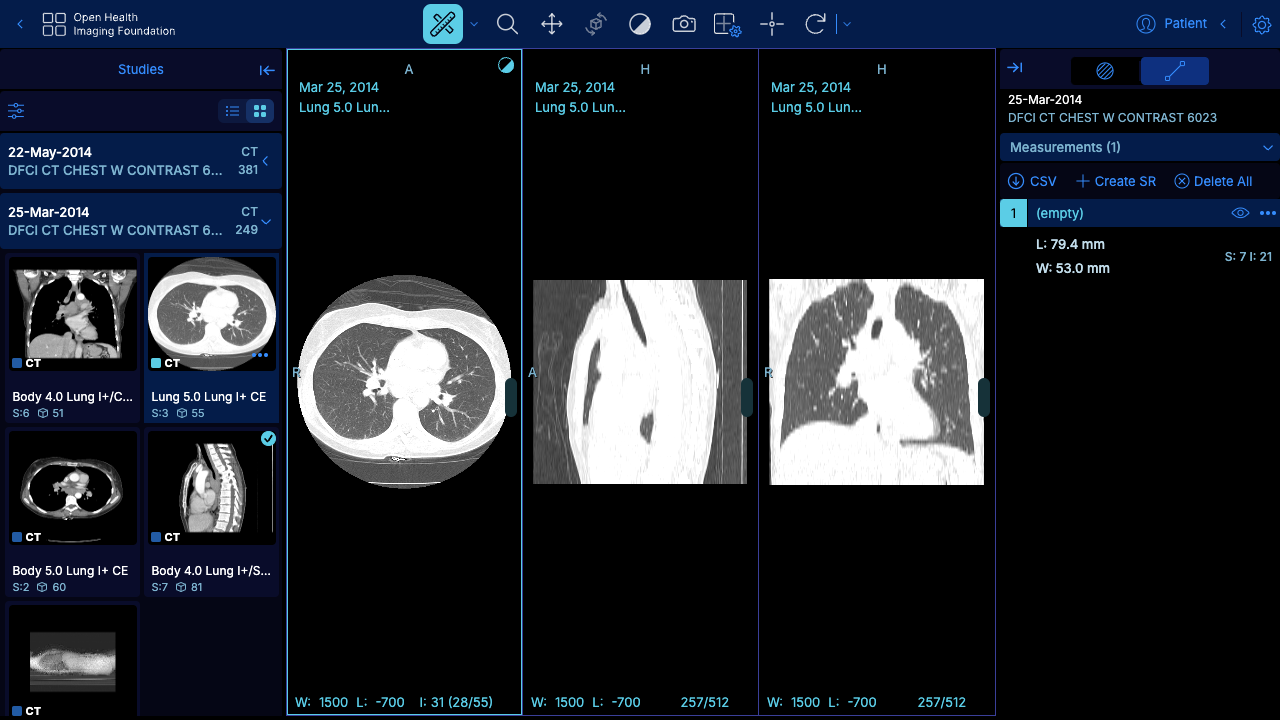 Open Health
Imaging Foundation
Patient
Studies
22-May-2014
CT
DFCI CT CHEST W CONTRAST 6...
381
25-Mar-2014
CT
DFCI CT CHEST W CONTRAST 6...
249
CT
Body 4.0 Lung I+/C...
S:6 51
CT
Lung 5.0 Lung I+ CE
S:3 55
CT
Body 5.0 Lung I+ CE
S:2 60
CT
Body 4.0 Lung I+/S...
S:7 81
CT
A
Mar 25, 2014
Lung 5.0 Lun...
R
W: 1500 L: -700 I: 31 (28/55)
H
Mar 25, 2014
Lung 5.0 Lun...
A
W: 1500 L: -700 257/512
H
Mar 25, 2014
Lung 5.0 Lun...
R
W: 1500 L: -700 257/512
25-Mar-2014
DFCI CT CHEST W CONTRAST 6023
Measurements (1)
CSV
Create SR
Delete All
1 (empty)
L: 79.4 mm
W: 53.0 mm
S: 7 I: 21